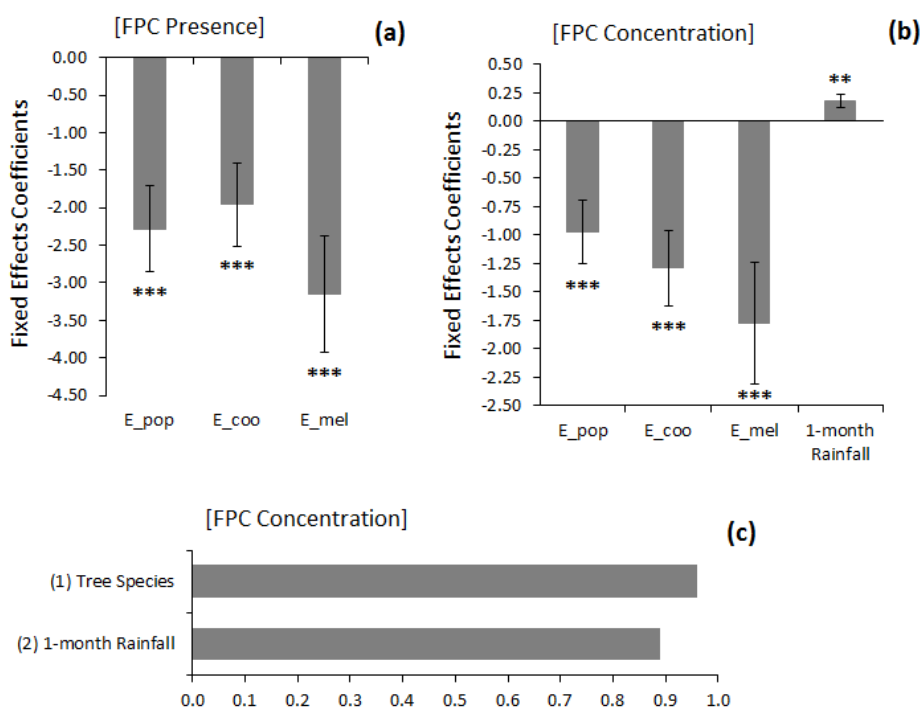 [FPC Presence]
(a)
0.00
-0.50
-1.00
-1.50
-2.00
-2.50
-3.00
-3.50
-4.00
-4.50
Fixed Effects Coefficients
***
***
***
E_pop E_coo E_mel
[FPC Concentration]
(b)
0.50
0.25
0.00
-0.25
-0.50
-0.75
-1.00
-1.25
-1.50
-1.75
-2.00
-2.25
-2.50
Fixed Effects Coefficients
**
***
***
***
E_pop E_coo E_mel 1-month
Rainfall
[FPC Concentration]
(c)
(1) Tree Species
(2) 1-month Rainfall
0.0 0.1 0.2 0.3 0.4 0.5 0.6 0.7 0.8 0.9 1.0